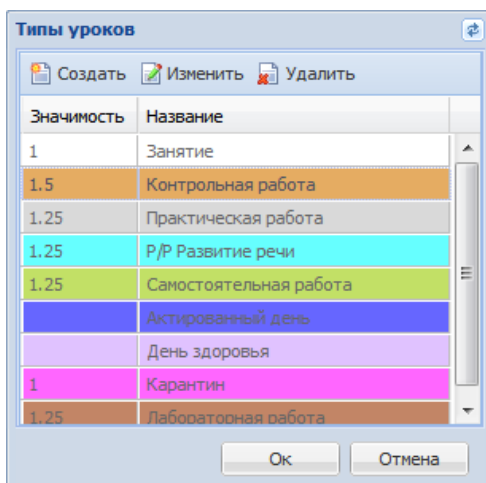 Типы уроков
Создать Изменить Удалить
Значимость Название
1 Занятие
1.5 Контрольная работа
1.25 Практическая работа
1.25 Р/Р Развитие речи
1.25 Самостоятельная работа
Актированный день
День здоровья
1 Карантин
1.25 Лабораторная работа
Ок Отмена